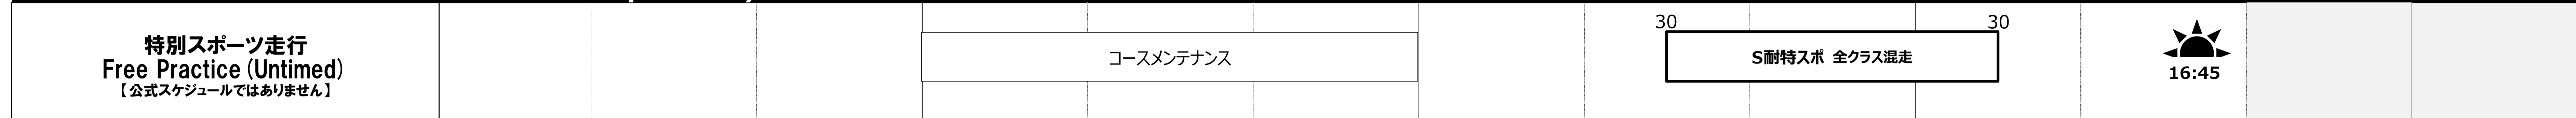 特別スポーツ走行
Free Practice (Untimed)
【公式スケジュールではありません】
コースメンテナンス
30
30
S耐特スポ 全クラス混走
16:45